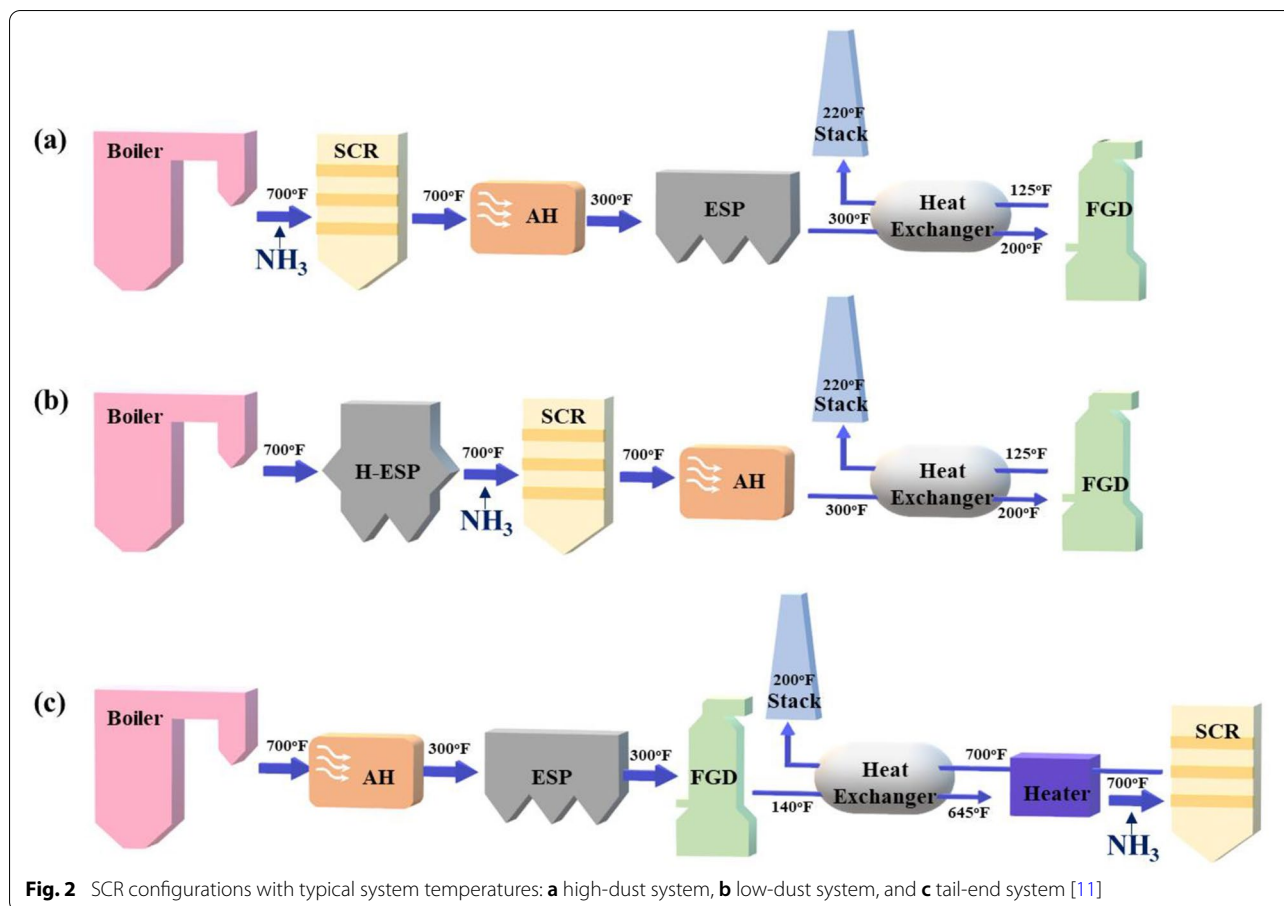 (a)
Boiler
700°F
NH3
SCR
700°F
AH
300°F
ESP
220°F
Stack
300°F
Heat
Exchanger
125°F
200°F
FGD
(b)
Boiler
700°F
H-ESP
700°F
NH3
SCR
700°F
AH
220°F
Stack
300°F
Heat
Exchanger
125°F
200°F
FGD
(c)
Boiler
700°F
AH
300°F
ESP
300°F
FGD
140°F
200°F
Stack
Heat
Exchanger
700°F
645°F
Heater
700°F
NH3
SCR
Fig. 2 SCR configurations with typical system temperatures: a high-dust system, b low-dust system, and c tail-end system [11]